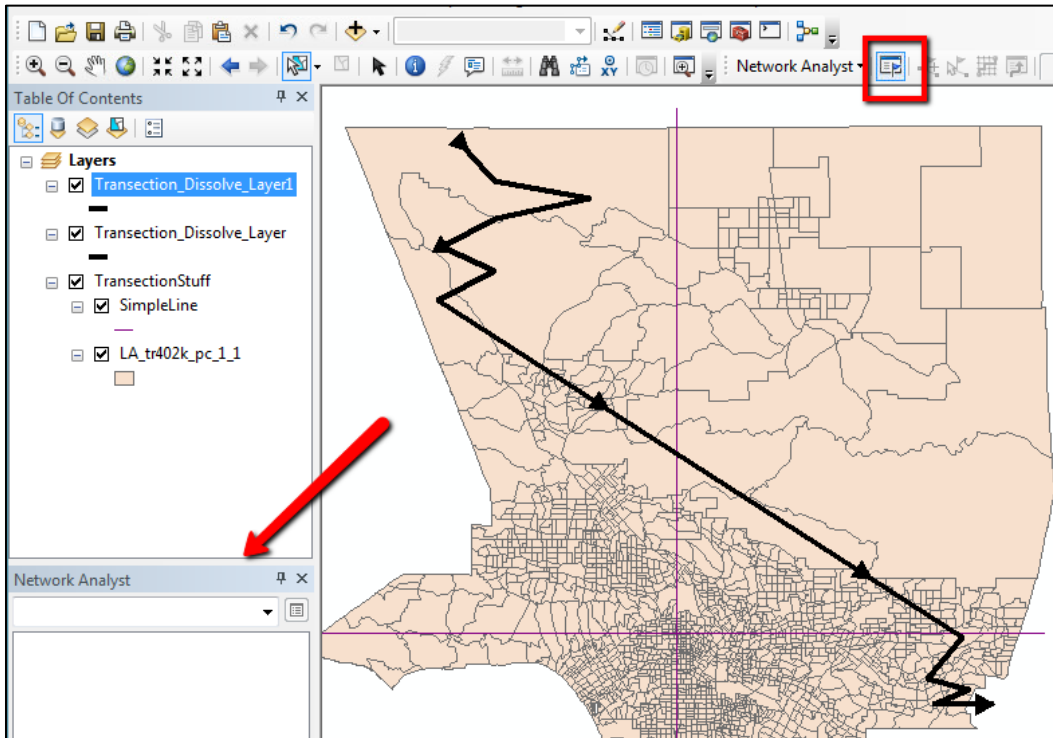 Network Analyst
Table Of Contents
Layers
Transection_Dissolve_Layer1
Transection_Dissolve_Layer
TransectionStuff
SimpleLine
LA_tr402k_pc_1_1
Network Analyst